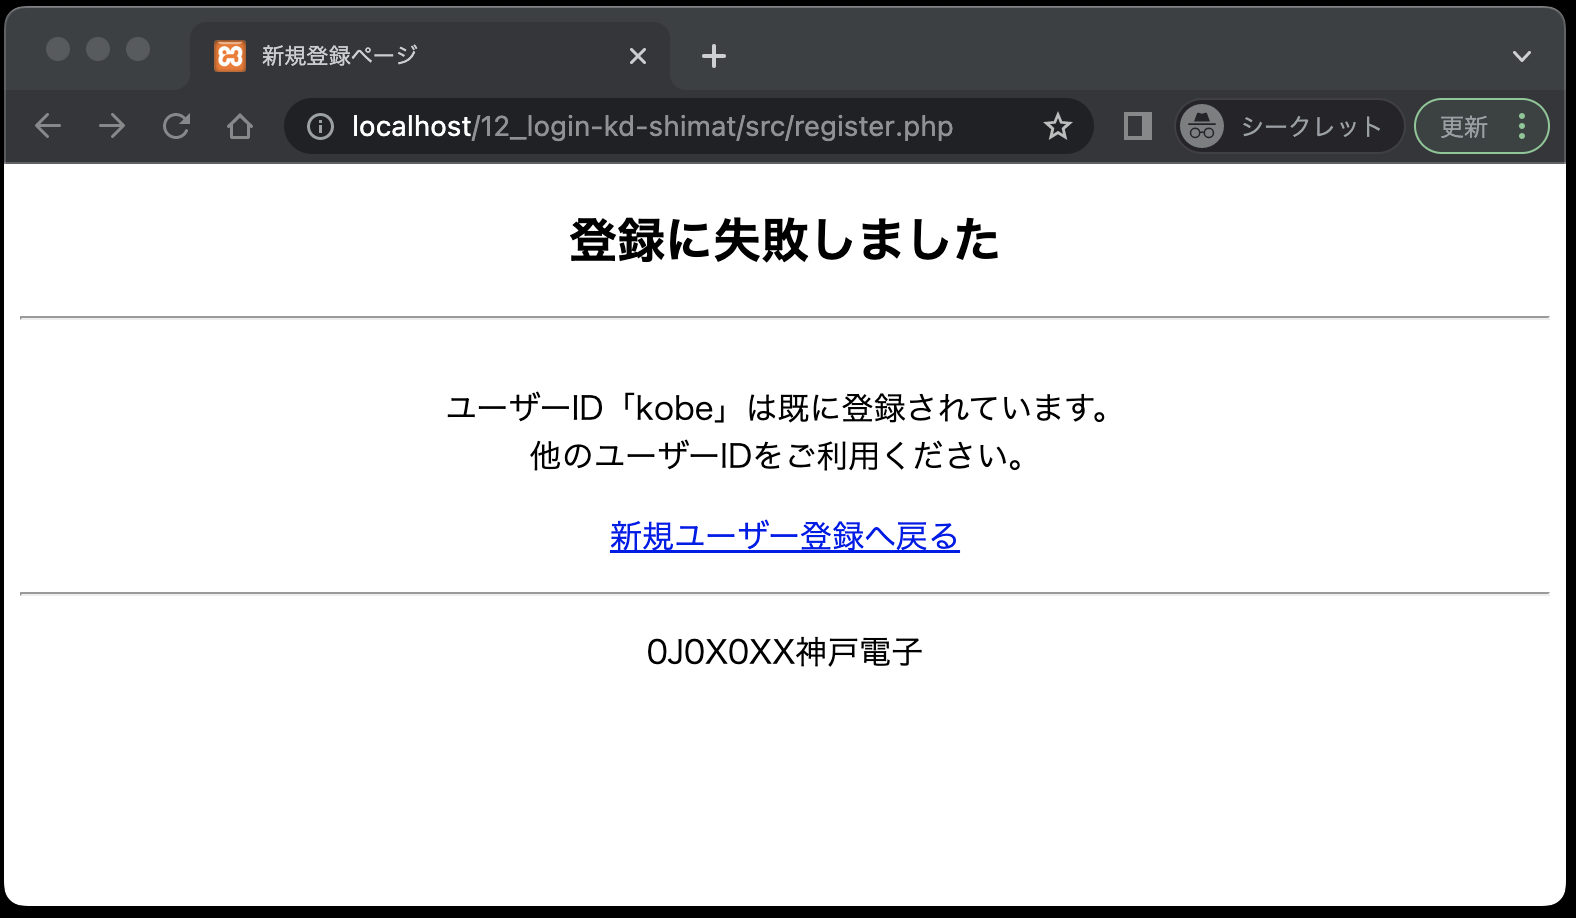 新規登録ページ
localhost/12_login-kd-shimat/src/register.php
シークレット
更新
登録に失敗しました
ユーザーID「kobe」は既に登録されています。
他のユーザーIDをご利用ください。
新規ユーザー登録へ戻る
0J0X0XX神戸電子